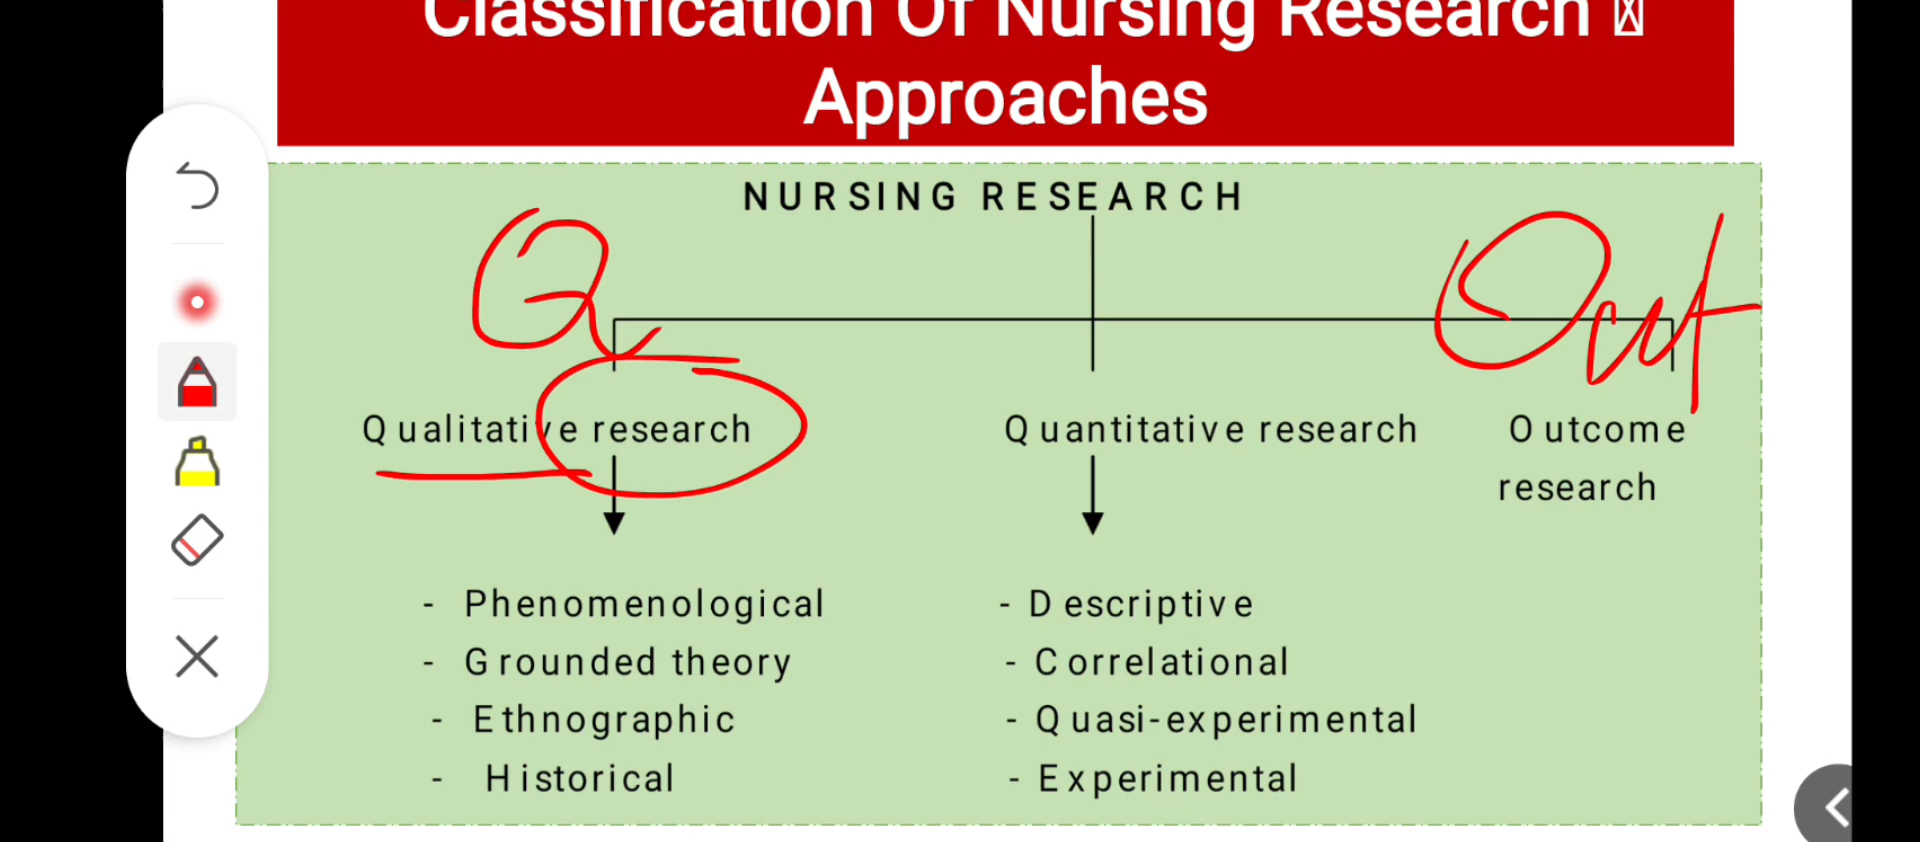 Classification Of Nursing Research
Approaches
NURSING RESEARCH
Q
Out
Qualitative research
Quantitative research
Outcome
research
- Phenomenological
- Grounded theory
- Ethnographic
- Historical
- Descriptive
- Correlational
- Quasi-experimental
- Experimental